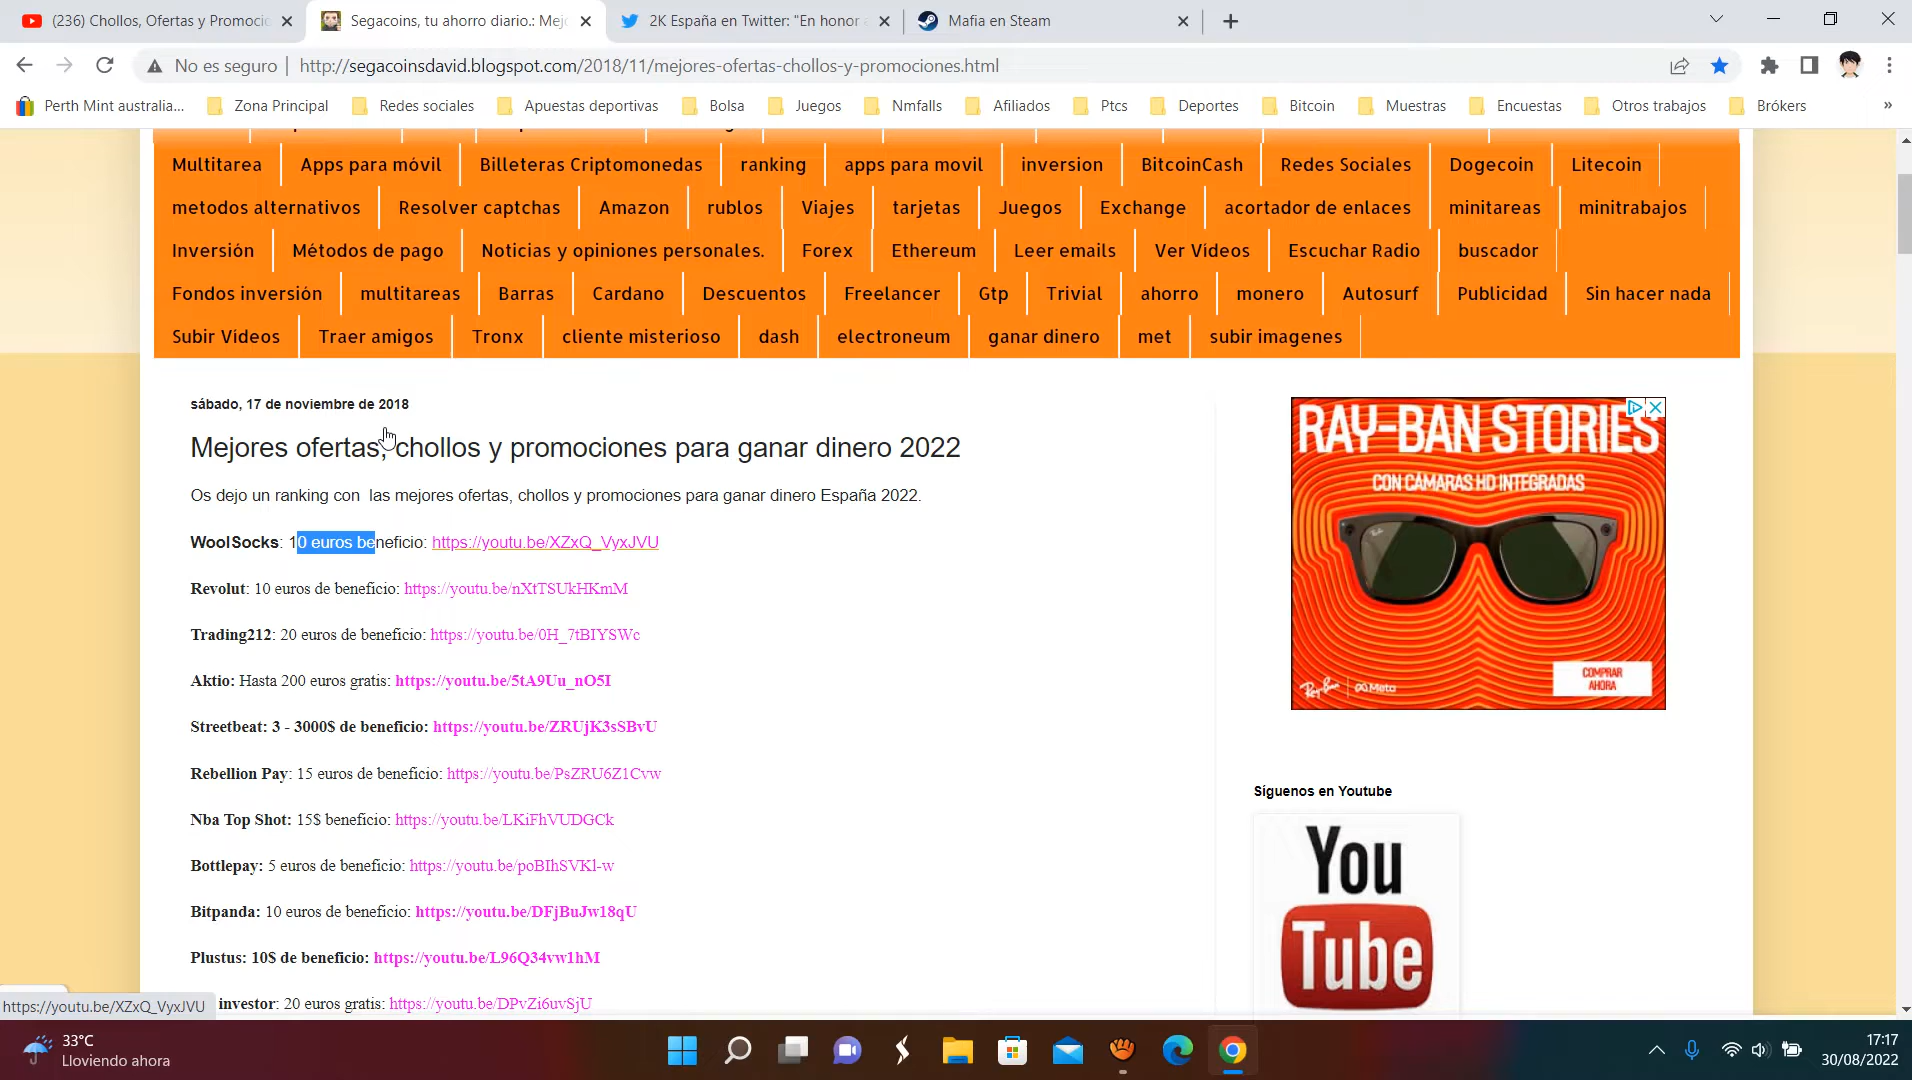 (236) Chollos, Ofertas y Promocio
Segacoins, tu ahorro diario.: Mej
2K España en Twitter: "En honor a
Mafia en Steam
No es seguro
http://segacoinsdavid.blogspot.com/2018/11/mejores-ofertas-chollos-y-promociones.html
Perth Mint australia... Zona Principal Redes sociales Apuestas deportivas Bolsa Juegos Nmfalls Afiliados Ptcs Deportes Bitcoin Muestras Encuestas Otros trabajos Brókers »
Multitarea Apps para móvil Billeteras Criptomonedas ranking apps para movil inversion BitcoinCash Redes Sociales Dogecoin Litecoin
metodos alternativos Resolver captchas Amazon rublos Viajes tarjetas Juegos Exchange acortador de enlaces minitareas minitrabajos
Inversión Métodos de pago Noticias y opiniones personales. Forex Ethereum Leer emails Ver Vídeos Escuchar Radio buscador
Fondos inversión multitareas Barras Cardano Descuentos Freelancer Gtp Trivial ahorro monero Autosurf Publicidad Sin hacer nada
Subir Vídeos Traer amigos Tronx cliente misterioso dash electroneum ganar dinero met subir imagenes
sábado, 17 de noviembre de 2018
Mejores ofertas, chollos y promociones para ganar dinero 2022
Os dejo un ranking con las mejores ofertas, chollos y promociones para ganar dinero España 2022.
WoolSocks: 10 euros beneficio: https://youtu.be/XZxQ_VyxJVU
Revolut: 10 euros de beneficio: https://youtu.be/nXtTSUkHKmM
Trading212: 20 euros de beneficio: https://youtu.be/0H_7tBIYSWc
Aktio: Hasta 200 euros gratis: https://youtu.be/5tA9Uu_nO5I
Streetbeat: 3 - 3000$ de beneficio: https://youtu.be/ZRUjK3sSBvU
Rebellion Pay: 15 euros de beneficio: https://youtu.be/PsZRU6Z1Cvw
Nba Top Shot: 15$ beneficio: https://youtu.be/LKiFhVUDGCk
Bottlepay: 5 euros de beneficio: https://youtu.be/poBIhSVKl-w
Bitpanda: 10 euros de beneficio: https://youtu.be/DFjBuJw18qU
Plustus: 10$ de beneficio: https://youtu.be/L96Q34vw1hM
investor: 20 euros gratis: https://youtu.be/DPvZi6uvSjU
RAY-BAN STORIES
CON CÁMARAS HD INTEGRADAS
Ray-Ban | Meta
COMPRAR
AHORA
Síguenos en Youtube
You
Tube
https://youtu.be/XZxQ_VyxJVU
33°C
Lloviendo ahora
17:17
30/08/2022